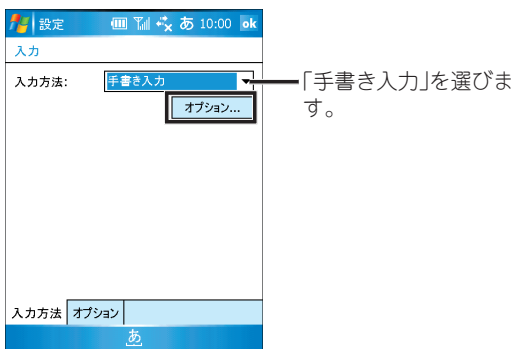 設定 あ 10:00 ok
入力
入力方法: 手書き入力
オプション...
「手書き入力」を選びま
す。
入力方法 オプション
あ